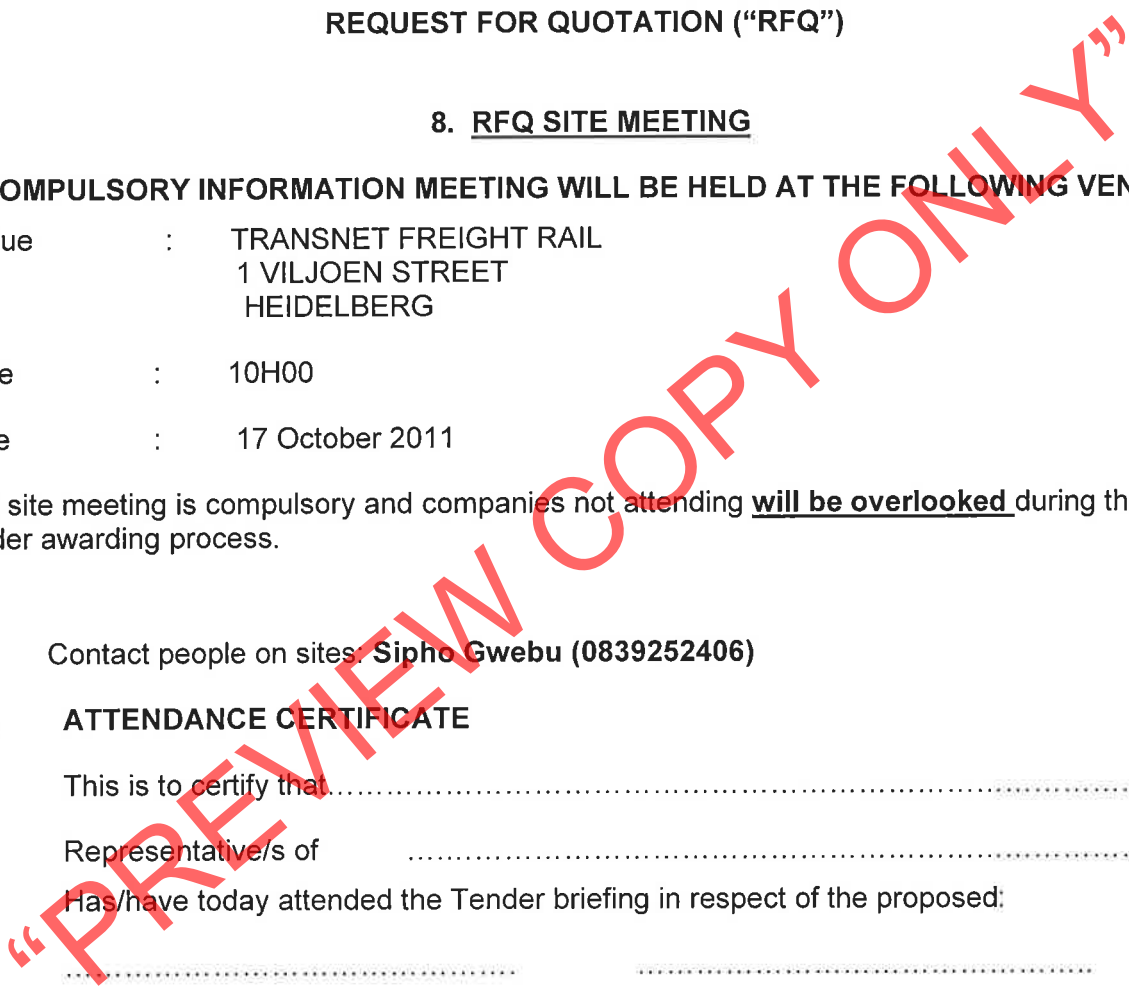 REQUEST FOR QUOTATION (“RFQ”)
8. RFQ SITE MEETING
OMPULSORY INFORMATION MEETING WILL BE HELD AT THE FOLLOWING VEN
ue : TRANSNET FREIGHT RAIL
1 VILJOEN STREET
HEIDELBERG
e : 10H00
e : 17 October 2011
site meeting is compulsory and companies not attending will be overlooked during th
der awarding process.
Contact people on sites: Sipho Gwebu (0839252406)
ATTENDANCE CERTIFICATE
This is to certify that..........................................................................................
Representative/s of ..........................................................................................
Has/have today attended the Tender briefing in respect of the proposed:
.............................................. ..............................................
“PREVIEW COPY ONLY”